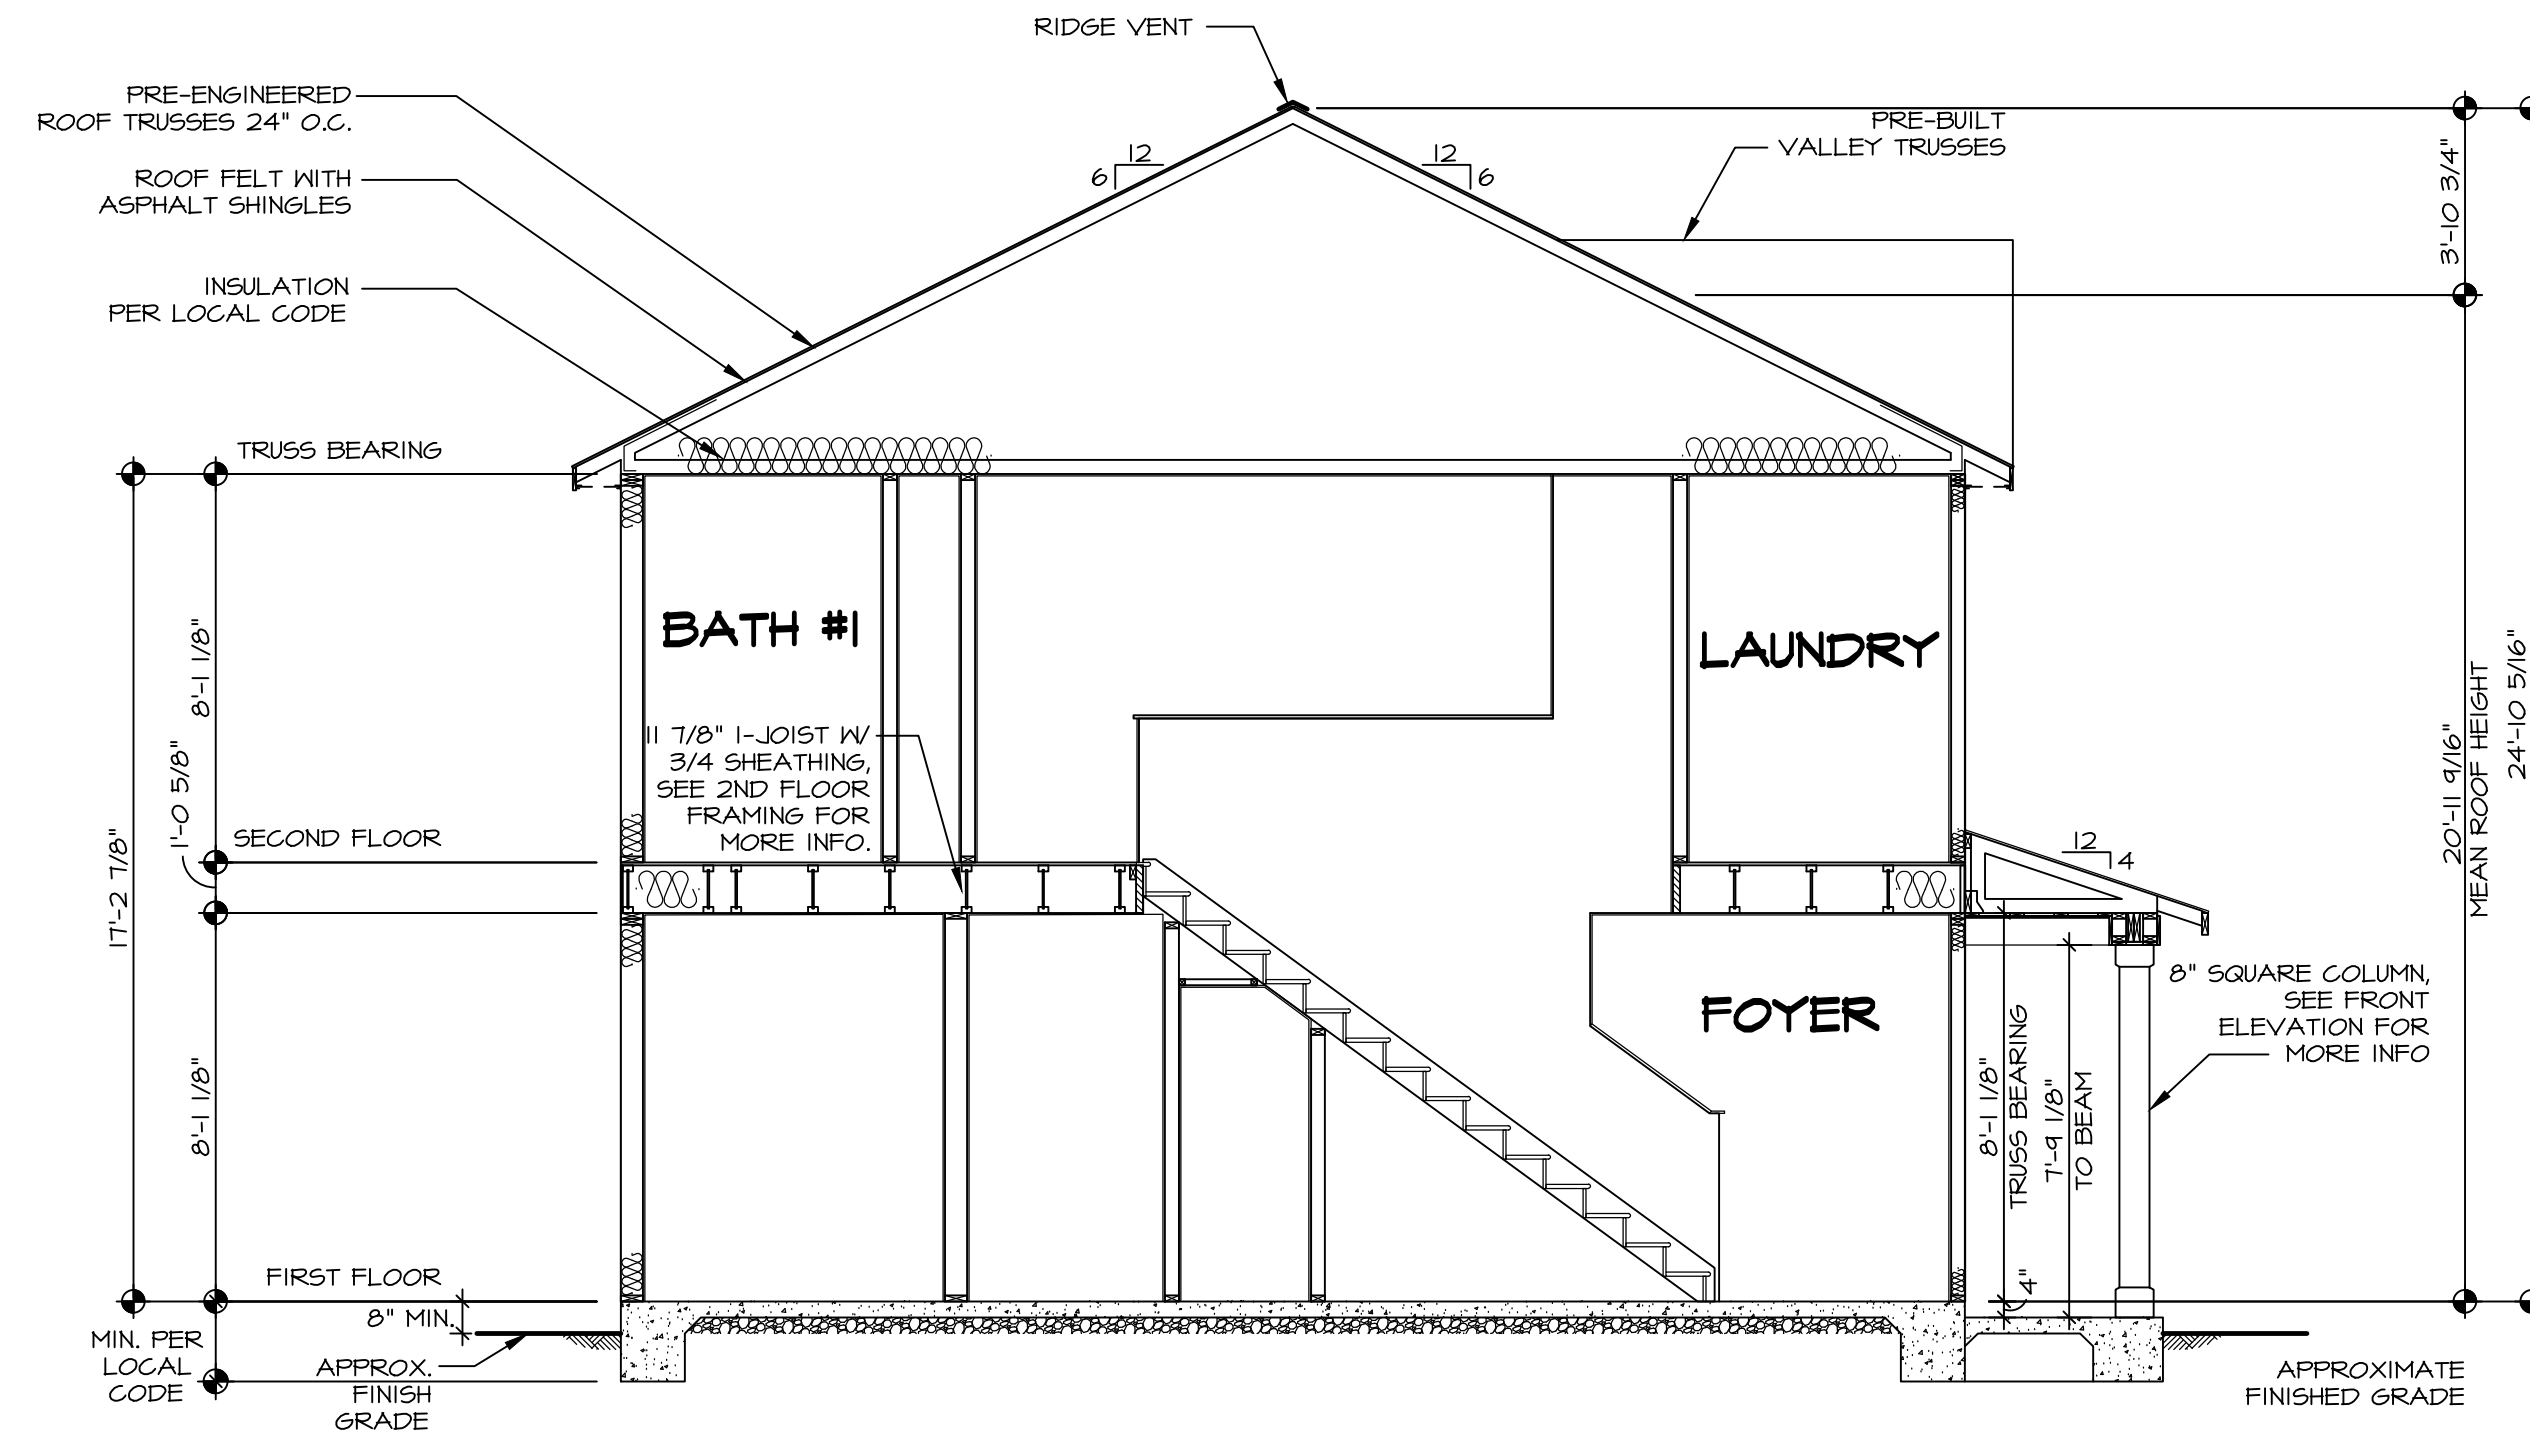 RIDGE VENT
PRE-ENGINEERED
ROOF TRUSSES 24" O.C.
ROOF FELT WITH
ASPHALT SHINGLES
INSULATION
PER LOCAL CODE
12
6
12
6
PRE-BUILT
VALLEY TRUSSES
3'-10 3/4"
TRUSS BEARING
8'-1 1/8"
BATH #1
LAUNDRY
11 7/8" I-JOIST W/
3/4 SHEATHING,
SEE 2ND FLOOR
FRAMING FOR
MORE INFO.
1'-0 5/8"
SECOND FLOOR
17'-2 7/8"
12
4
20'-11 9/16"
MEAN ROOF HEIGHT
24'-10 5/16"
8'-1 1/8"
FOYER
8'-1 1/8"
TRUSS BEARING
7'-9 1/8"
TO BEAM
8" SQUARE COLUMN,
SEE FRONT
ELEVATION FOR
MORE INFO
4"
FIRST FLOOR
8" MIN.
MIN. PER
LOCAL
CODE
APPROX.
FINISH
GRADE
APPROXIMATE
FINISHED GRADE